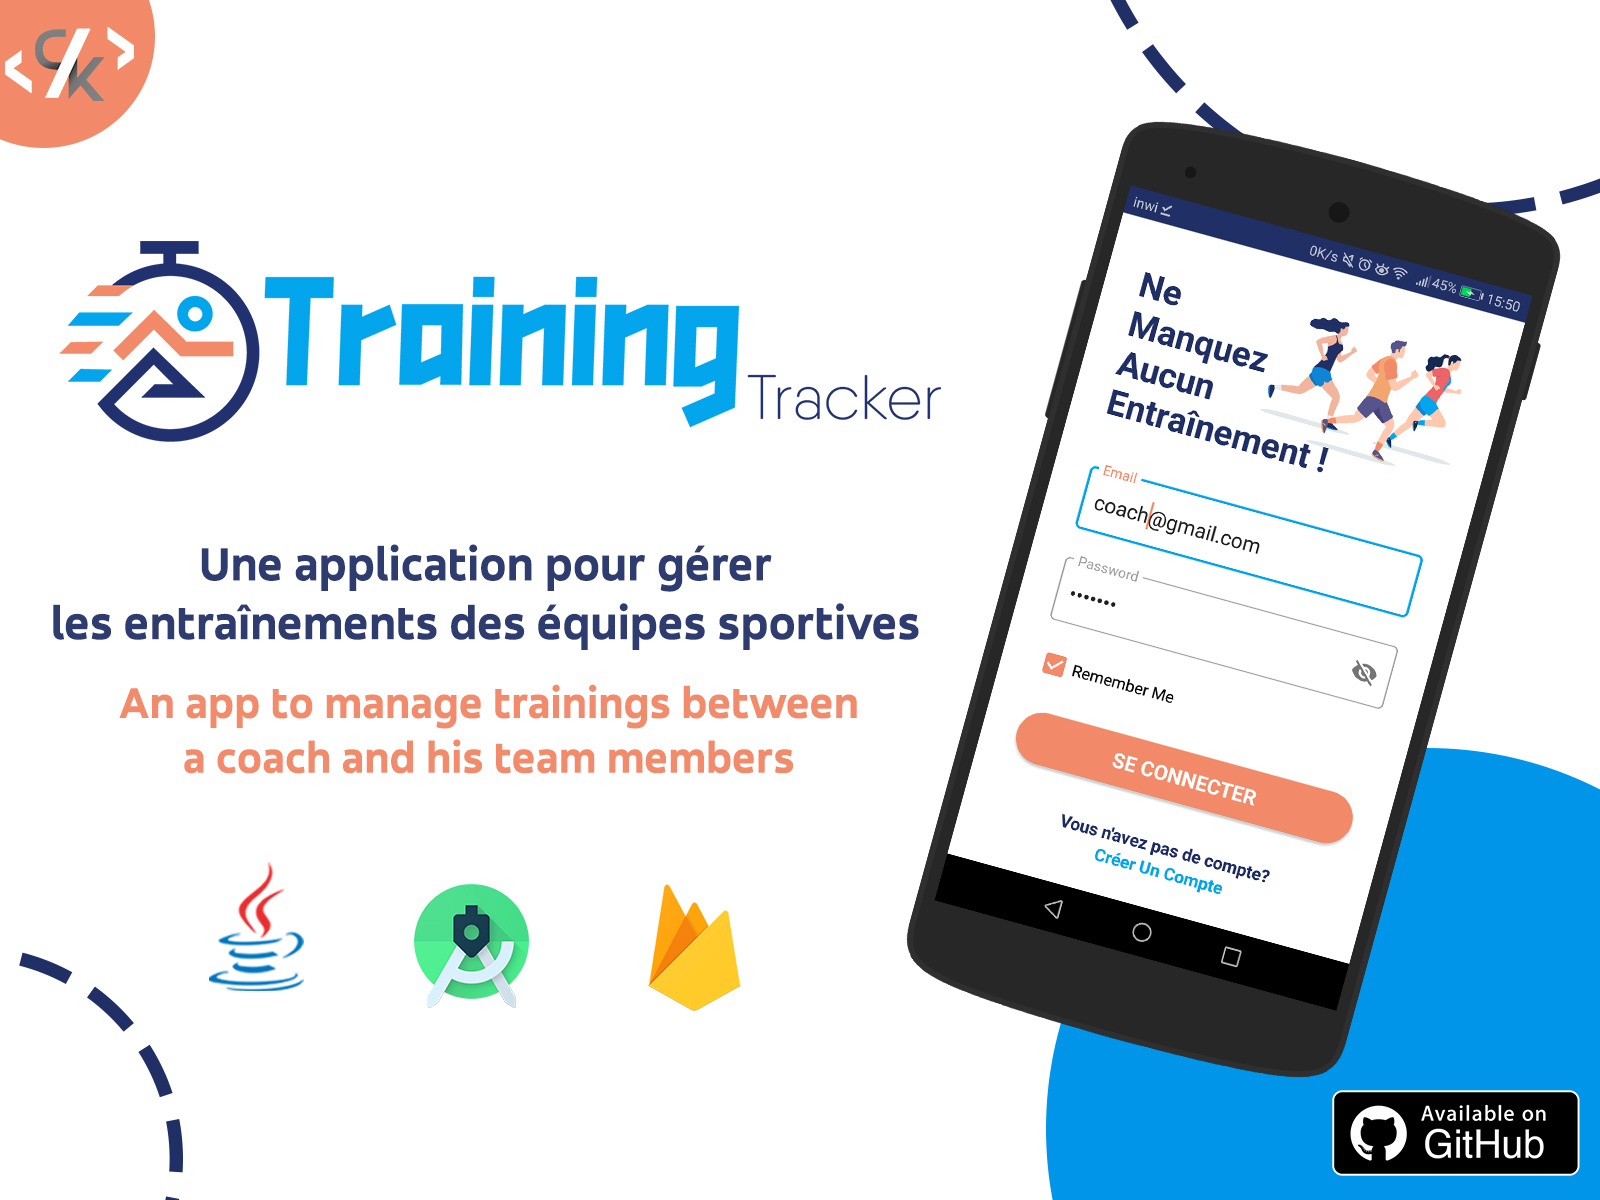 </CK>
Training
Tracker
Une application pour gérer
les entraînements des équipes sportives
An app to manage trainings between
a coach and his team members
inwi
0K/s 45% 15:50
Ne
Manquez
Aucun
Entraînement !
Email
coach@gmail.com
Password
•••••••
Remember Me
SE CONNECTER
Vous n'avez pas de compte?
Créer Un Compte
Available on
GitHub